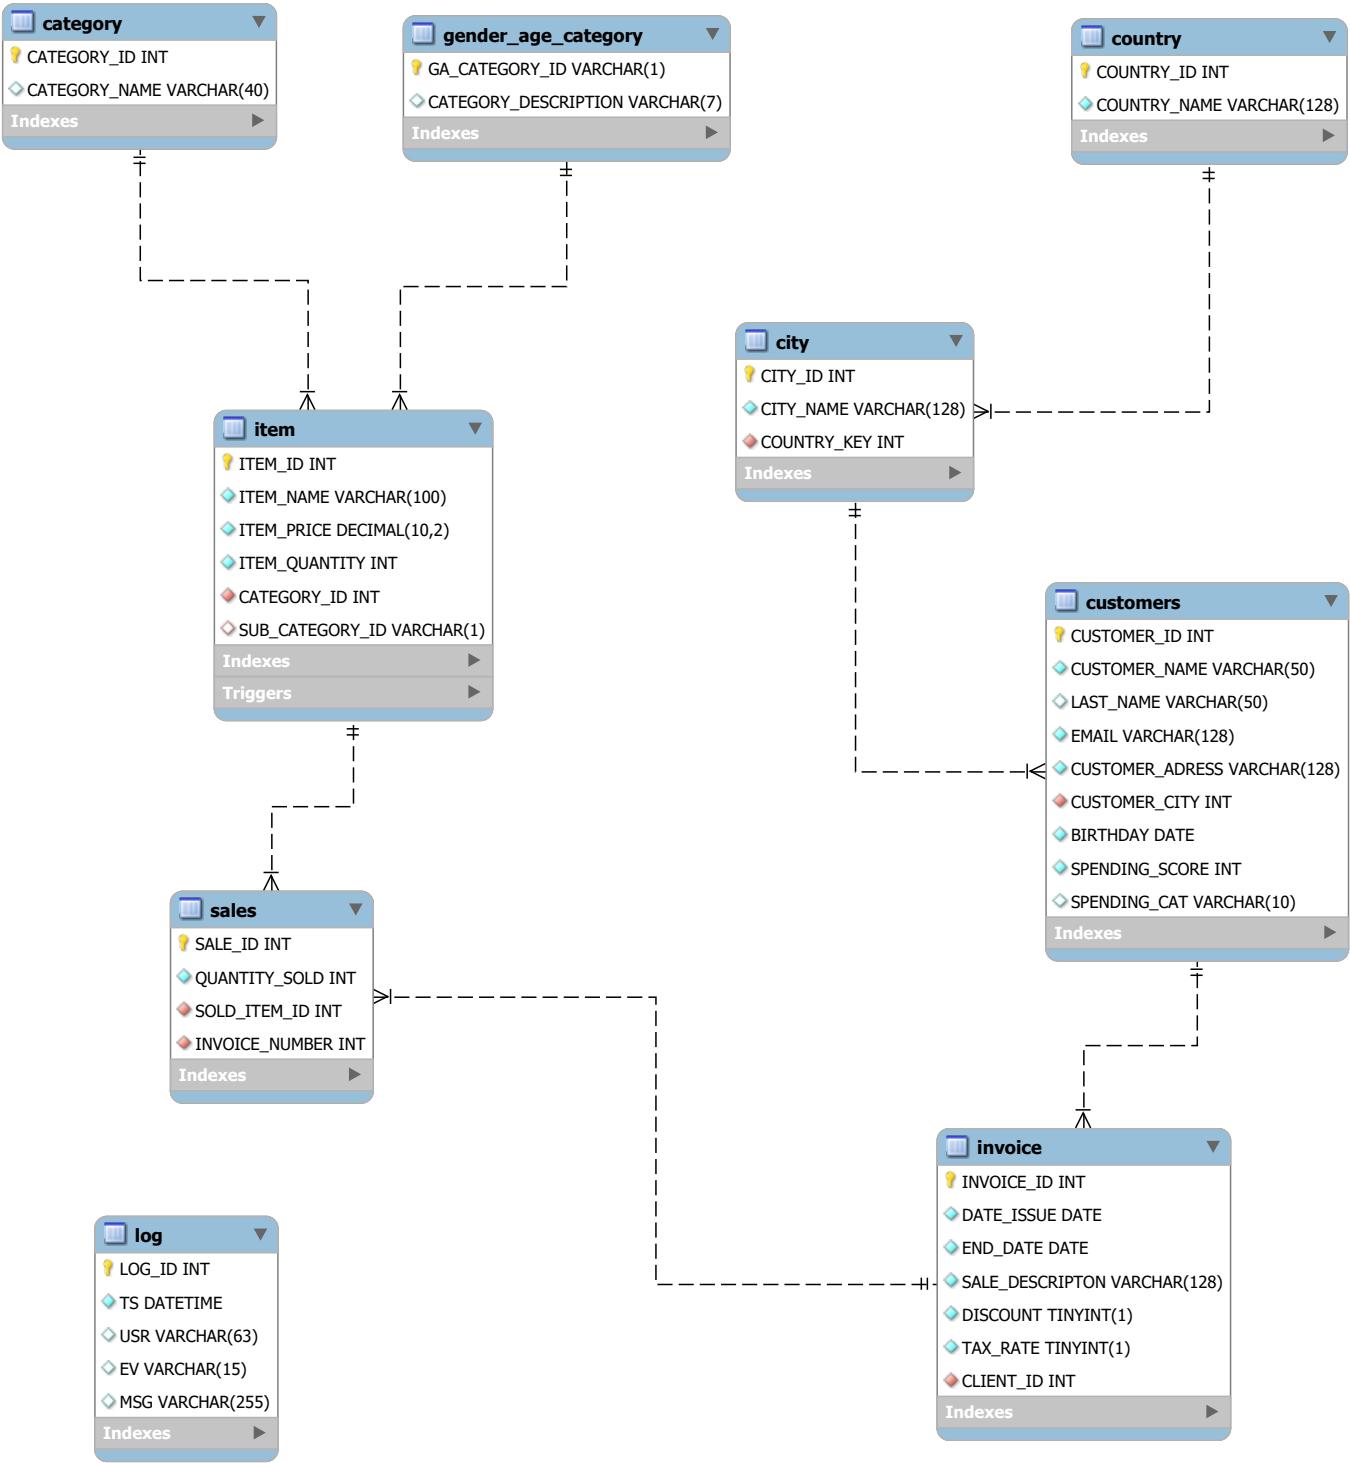 category
CATEGORY_ID INT
CATEGORY_NAME VARCHAR(40)
Indexes
gender_age_category
GA_CATEGORY_ID VARCHAR(1)
CATEGORY_DESCRIPTION VARCHAR(7)
Indexes
country
COUNTRY_ID INT
COUNTRY_NAME VARCHAR(128)
Indexes
city
CITY_ID INT
CITY_NAME VARCHAR(128)
COUNTRY_KEY INT
Indexes
item
ITEM_ID INT
ITEM_NAME VARCHAR(100)
ITEM_PRICE DECIMAL(10,2)
ITEM_QUANTITY INT
CATEGORY_ID INT
SUB_CATEGORY_ID VARCHAR(1)
Indexes
Triggers
customers
CUSTOMER_ID INT
CUSTOMER_NAME VARCHAR(50)
LAST_NAME VARCHAR(50)
EMAIL VARCHAR(128)
CUSTOMER_ADRESS VARCHAR(128)
CUSTOMER_CITY INT
BIRTHDAY DATE
SPENDING_SCORE INT
SPENDING_CAT VARCHAR(10)
Indexes
sales
SALE_ID INT
QUANTITY_SOLD INT
SOLD_ITEM_ID INT
INVOICE_NUMBER INT
Indexes
invoice
INVOICE_ID INT
DATE_ISSUE DATE
END_DATE DATE
SALE_DESCRIPTON VARCHAR(128)
DISCOUNT TINYINT(1)
TAX_RATE TINYINT(1)
CLIENT_ID INT
Indexes
log
LOG_ID INT
TS DATETIME
USR VARCHAR(63)
EV VARCHAR(15)
MSG VARCHAR(255)
Indexes